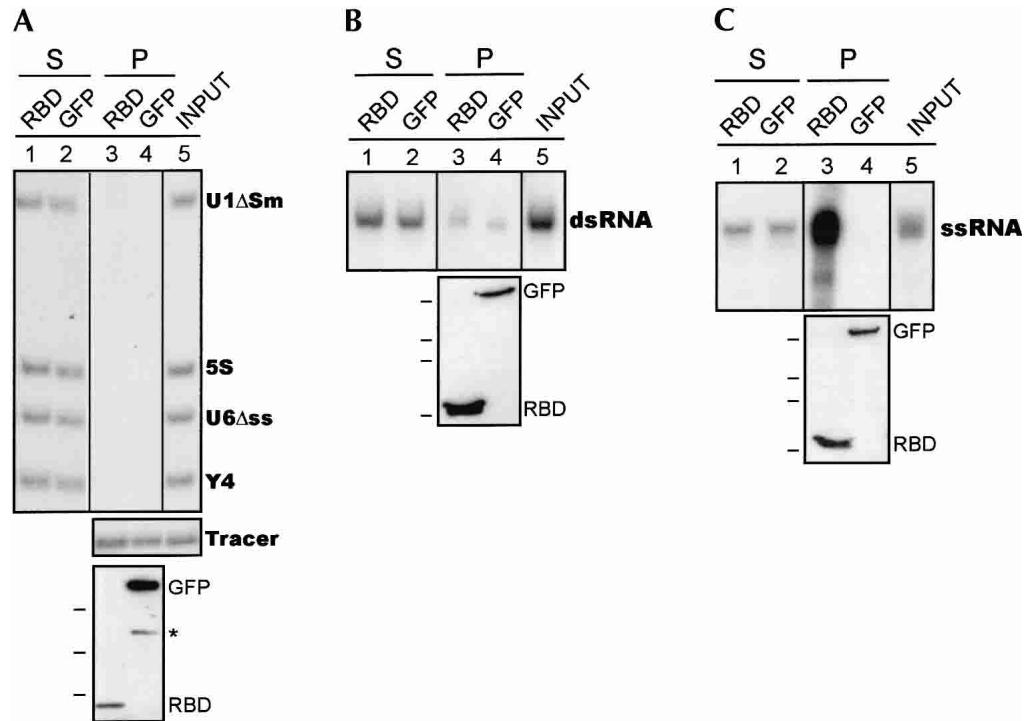 A
S P
RBD GFP RBD GFP INPUT
1 2 3 4 5
U1ΔSm
5S
U6Δss
Y4
Tracer
GFP
*
RBD
B
S P
RBD GFP RBD GFP INPUT
1 2 3 4 5
dsRNA
GFP
RBD
C
S P
RBD GFP RBD GFP INPUT
1 2 3 4 5
ssRNA
GFP
RBD